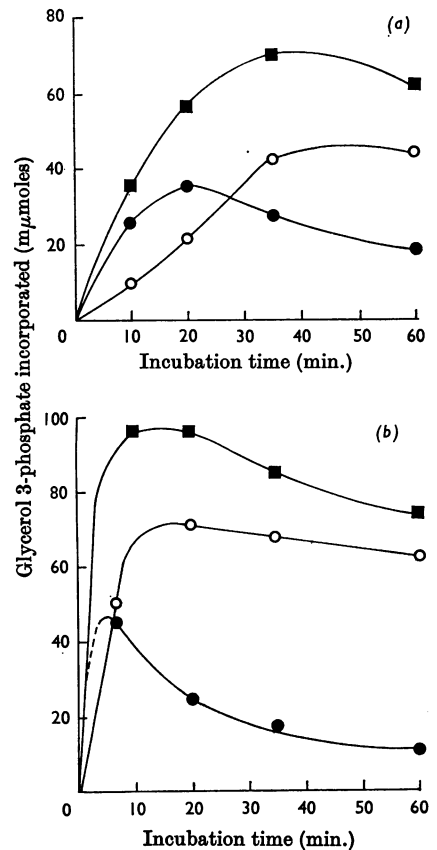 Glycerol 3-phosphate incorporated (mμmoles)
(a)
80
60
40
20
0 10 20 30 40 50 60
Incubation time (min.)
(b)
100
80
60
40
20
0 10 20 30 40 50 60
Incubation time (min.)